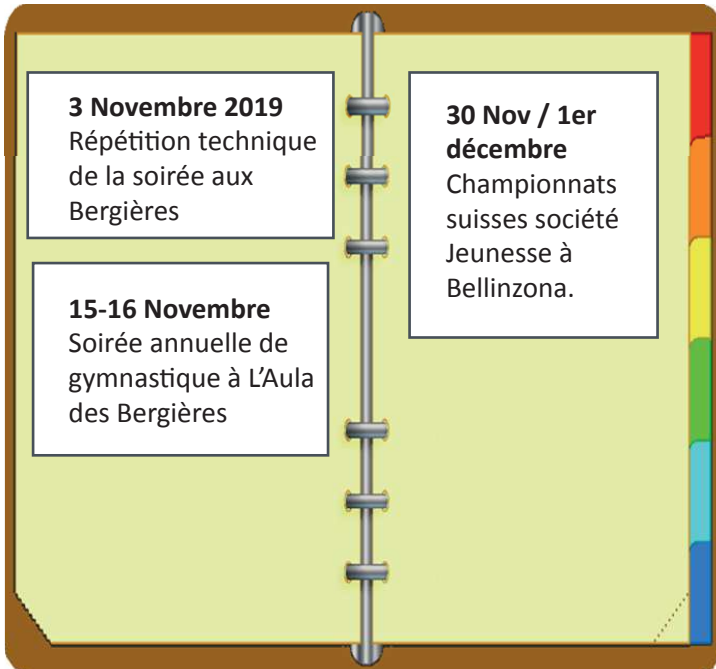 3 Novembre 2019
Répétition technique
de la soirée aux
Bergières
15-16 Novembre
Soirée annuelle de
gymnastique à L'Aula
des Bergières
30 Nov / 1er
décembre
Championnats
suisses société
Jeunesse à
Bellinzona.